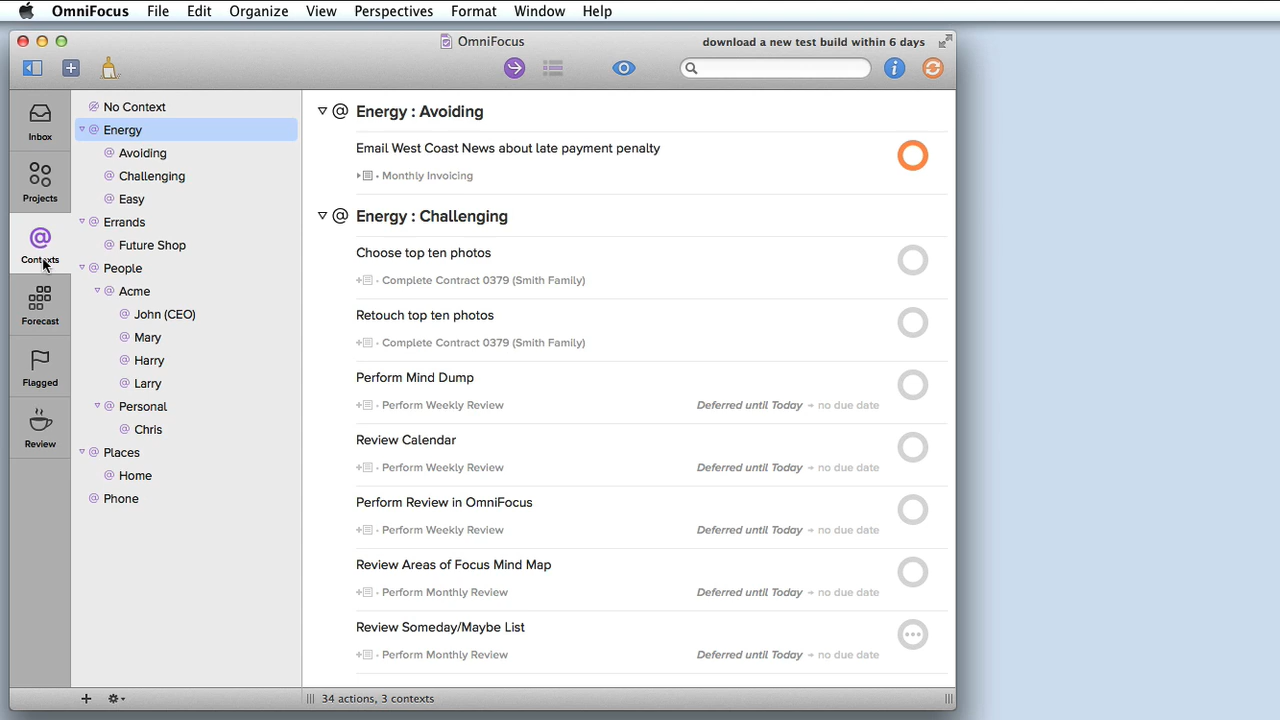 OmniFocus File Edit Organize View Perspectives Format Window Help
OmniFocus
download a new test build within 6 days
Inbox
Projects
Contexts
Forecast
Flagged
Review
No Context
Energy
Avoiding
Challenging
Easy
Errands
Future Shop
People
Acme
John (CEO)
Mary
Harry
Larry
Personal
Chris
Places
Home
Phone
Energy : Avoiding
Email West Coast News about late payment penalty
Monthly Invoicing
Energy : Challenging
Choose top ten photos
Complete Contract 0379 (Smith Family)
Retouch top ten photos
Complete Contract 0379 (Smith Family)
Perform Mind Dump
Perform Weekly Review Deferred until Today → no due date
Review Calendar
Perform Weekly Review Deferred until Today → no due date
Perform Review in OmniFocus
Perform Weekly Review Deferred until Today → no due date
Review Areas of Focus Mind Map
Perform Monthly Review Deferred until Today → no due date
Review Someday/Maybe List
Perform Monthly Review Deferred until Today → no due date
34 actions, 3 contexts